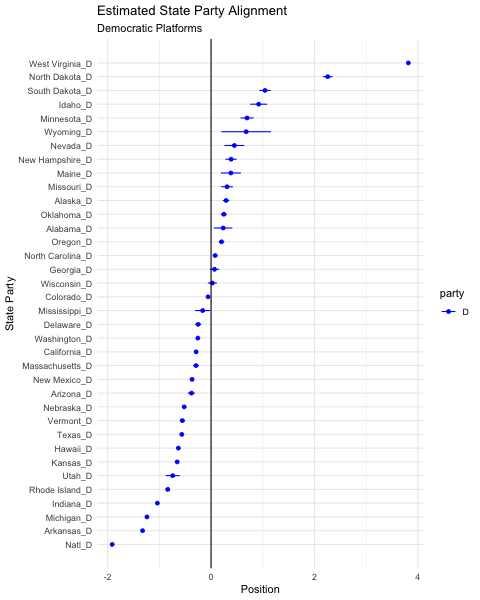 Estimated State Party Alignment
Democratic Platforms
State Party
West Virginia_D
North Dakota_D
South Dakota_D
Idaho_D
Minnesota_D
Wyoming_D
Nevada_D
New Hampshire_D
Maine_D
Missouri_D
Alaska_D
Oklahoma_D
Alabama_D
Oregon_D
North Carolina_D
Georgia_D
Wisconsin_D
Colorado_D
Mississippi_D
Delaware_D
Washington_D
California_D
Massachusetts_D
New Mexico_D
Arizona_D
Nebraska_D
Vermont_D
Texas_D
Hawaii_D
Kansas_D
Utah_D
Rhode Island_D
Indiana_D
Michigan_D
Arkansas_D
Natl_D
-2 0 2 4
Position
party
D